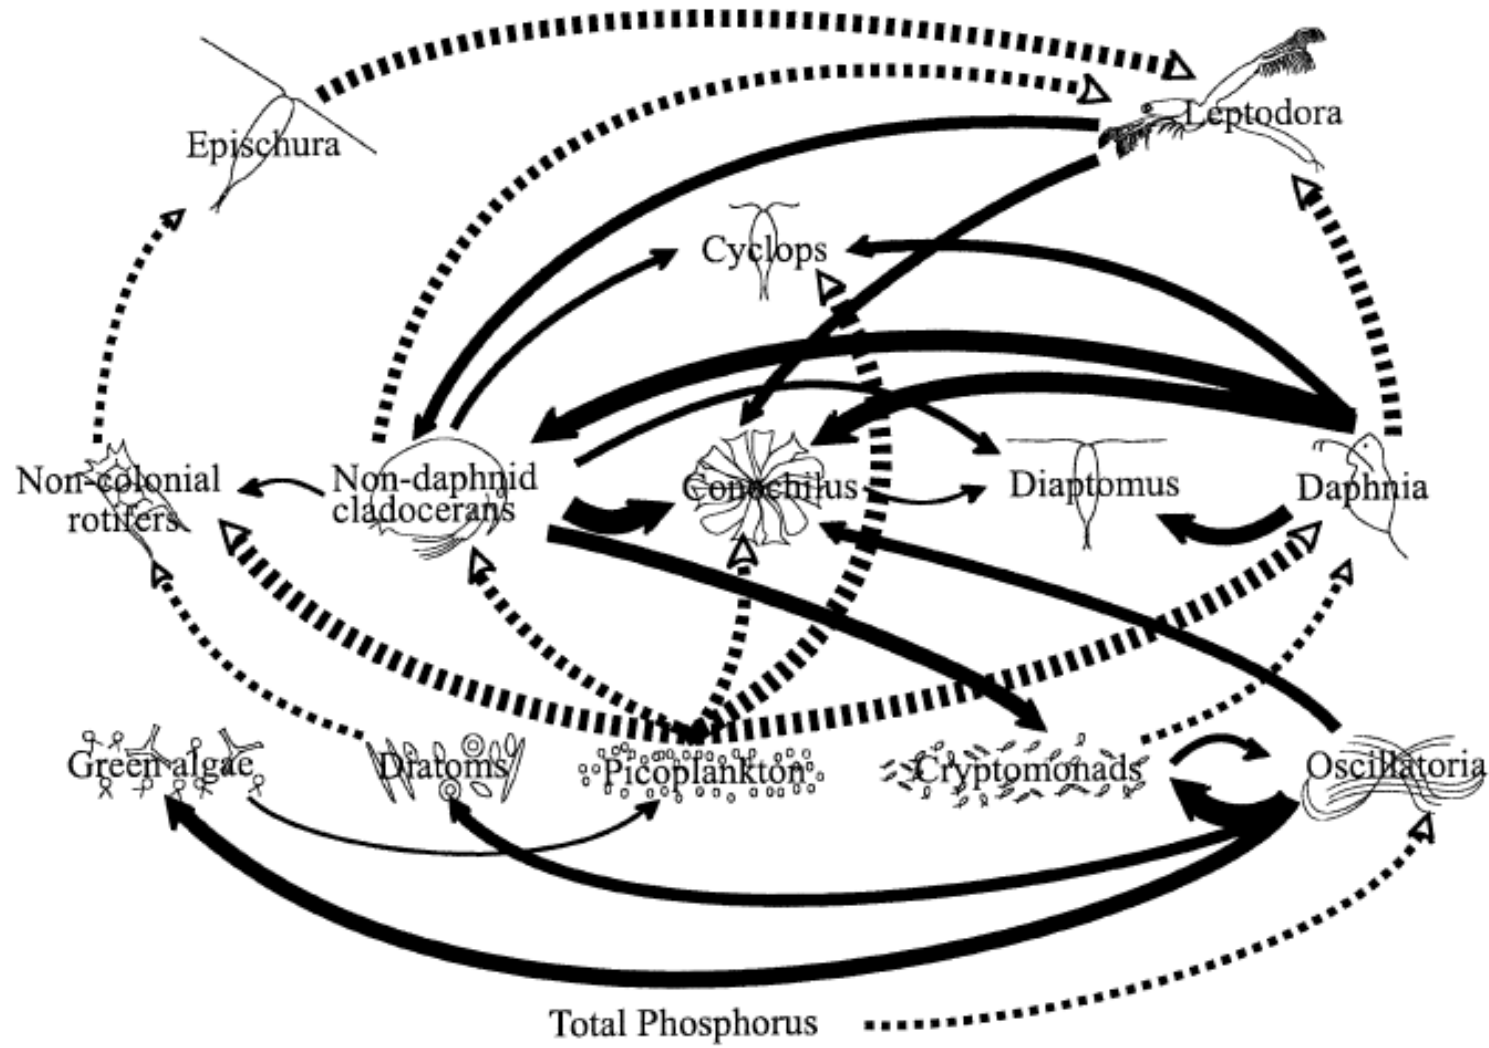 Leptodora
Epischura
Cyclops
Non-colonial
rotifers
Non-daphnid
cladocerans
Conochilus
Diaptomus
Daphnia
Green algae
Diatoms
Picoplankton
Cryptomonads
Oscillatoria
Total Phosphorus